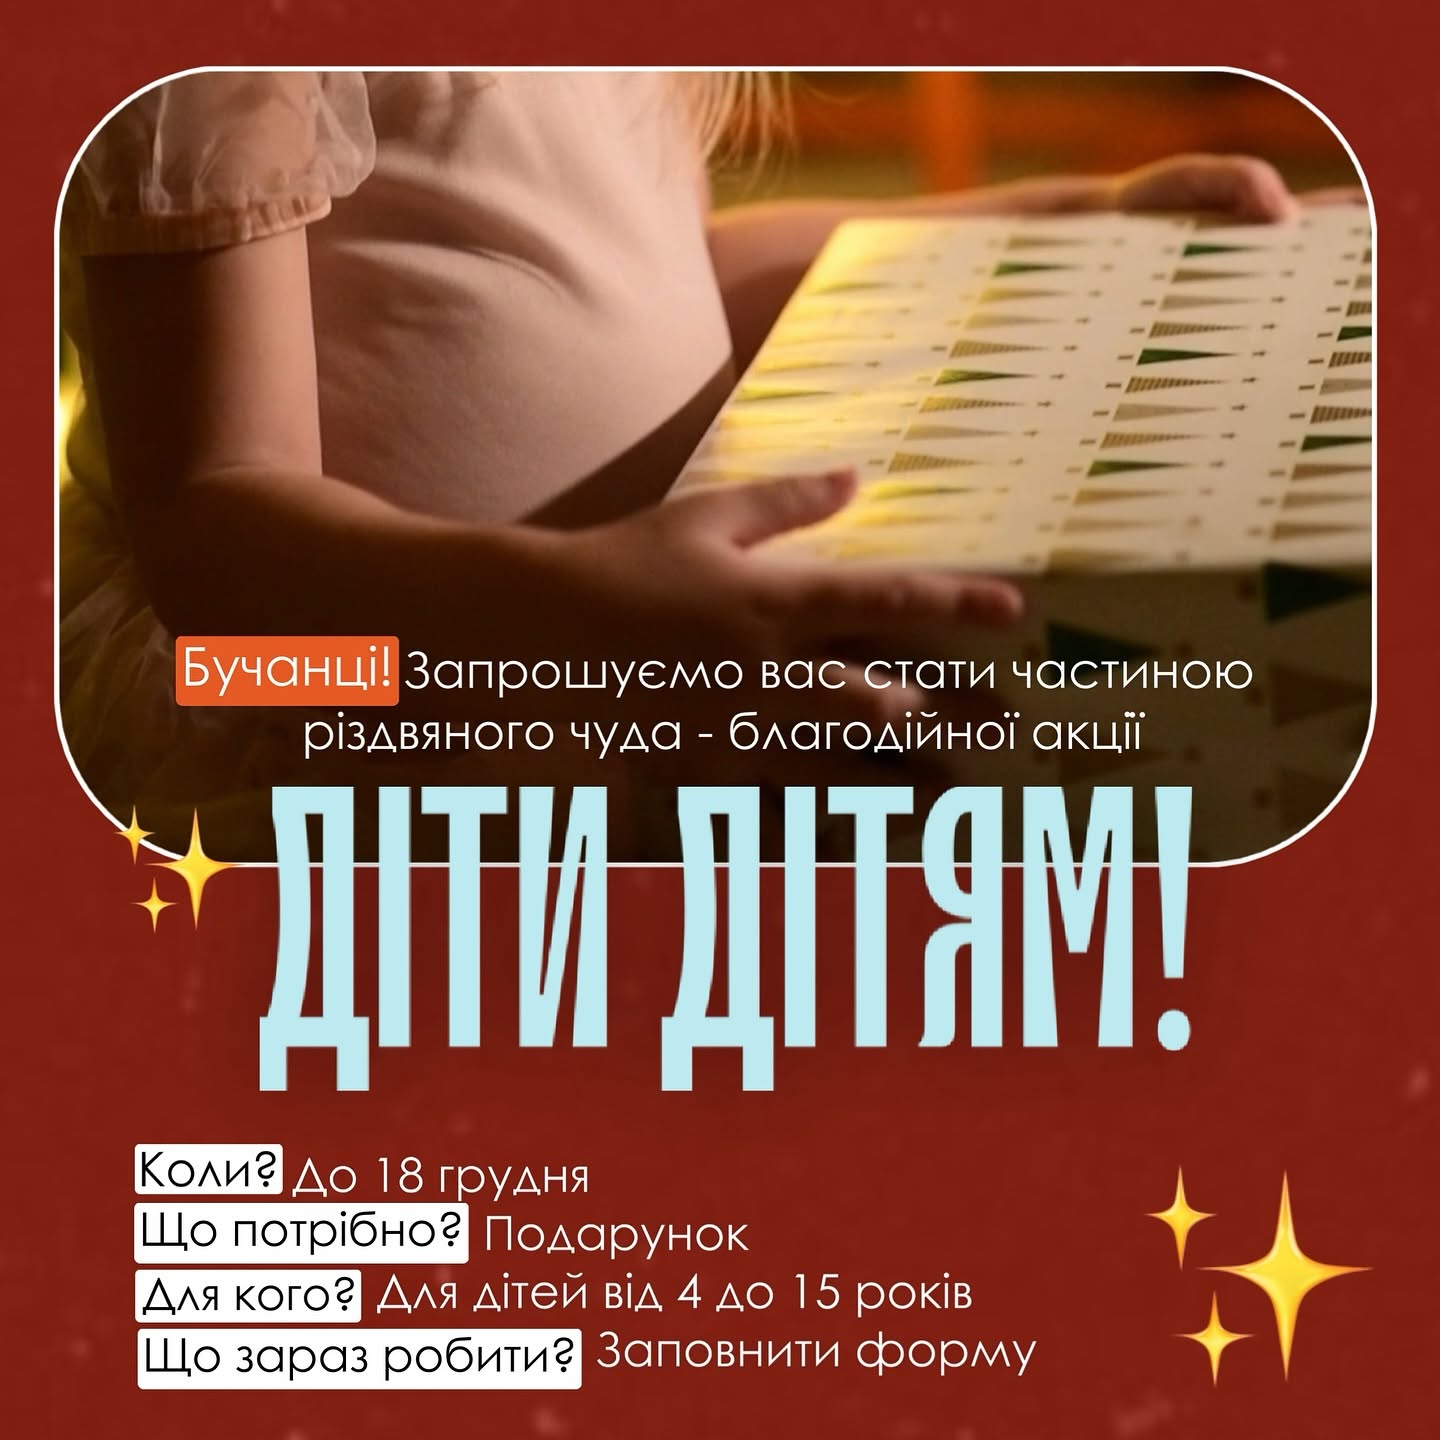 Бучанці! Запрошуємо вас стати частиною
різдвяного чуда - благодійної акції
ДІТИ ДІТЯМ!
Коли? До 18 грудня
Що потрібно? Подарунок
Для кого? Для дітей від 4 до 15 років
Що зараз робити? Заповнити форму